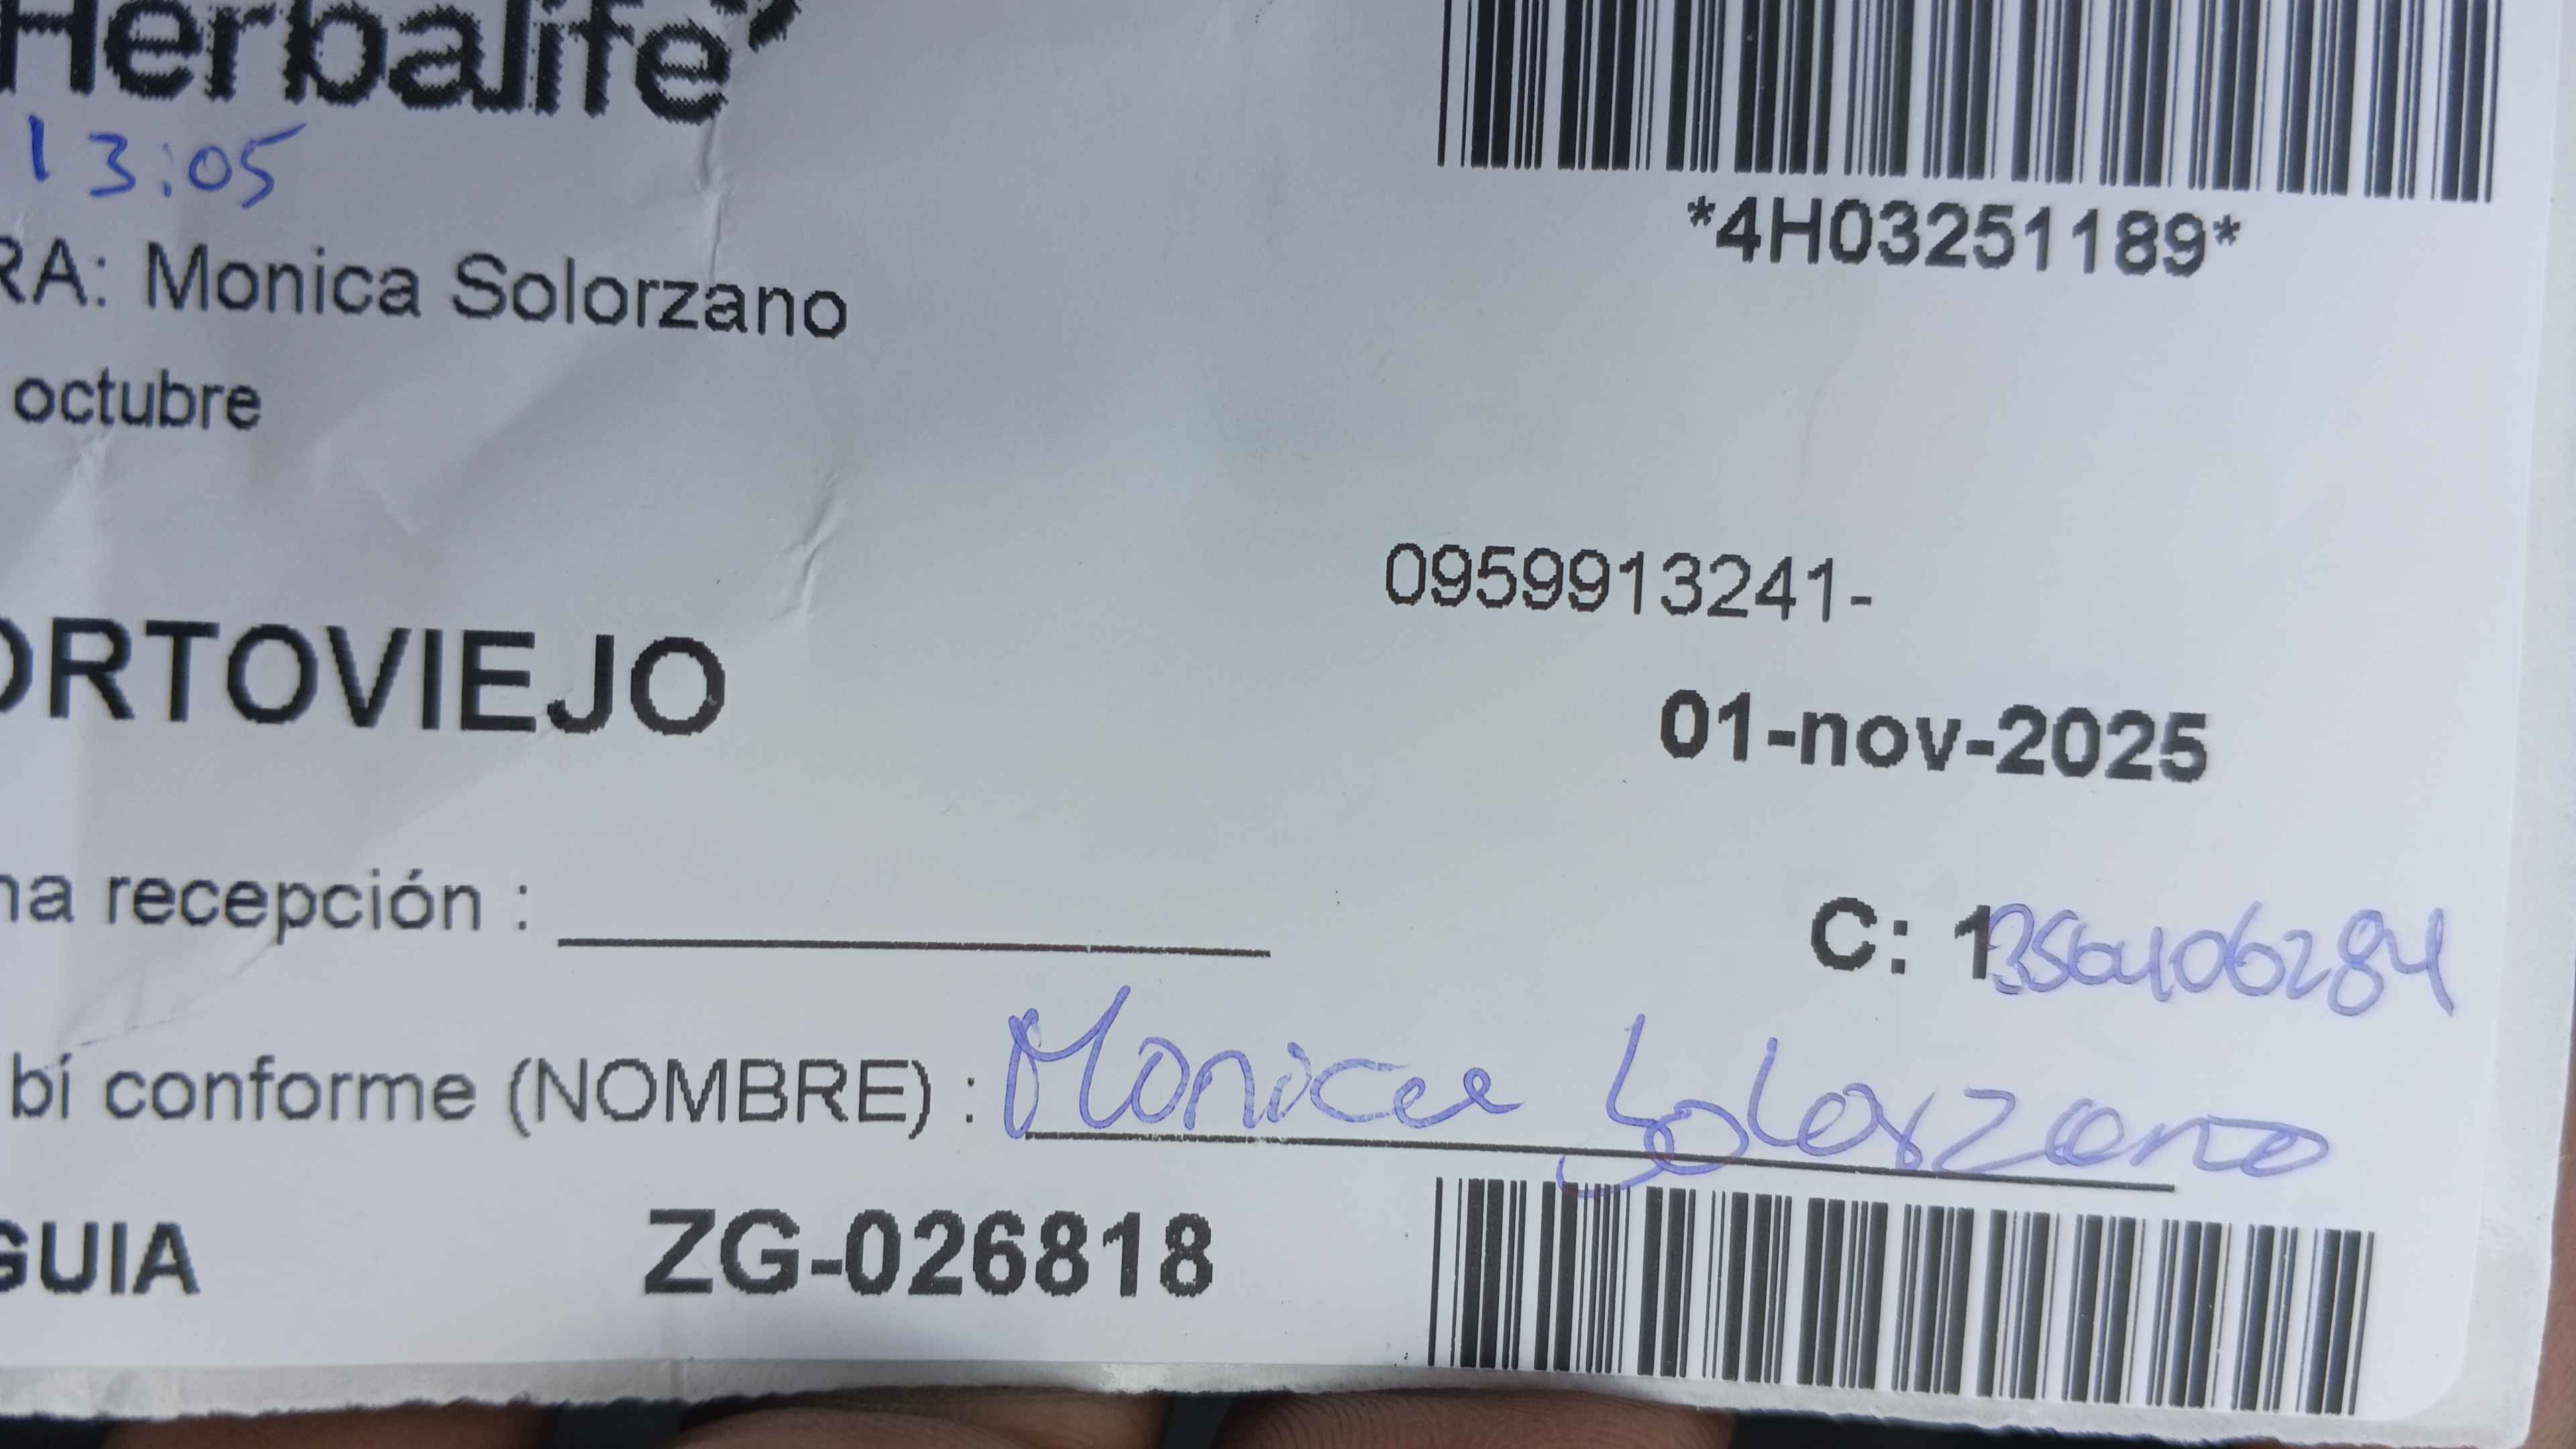 Herbalife
13:05
*4H03251189*
RA: Monica Solorzano
octubre
0959913241-
ORTOVIEJO
01-nov-2025
na recepción :
C: 1
Monica Solorzano
bí conforme (NOMBRE) :
GUIA ZG-026818